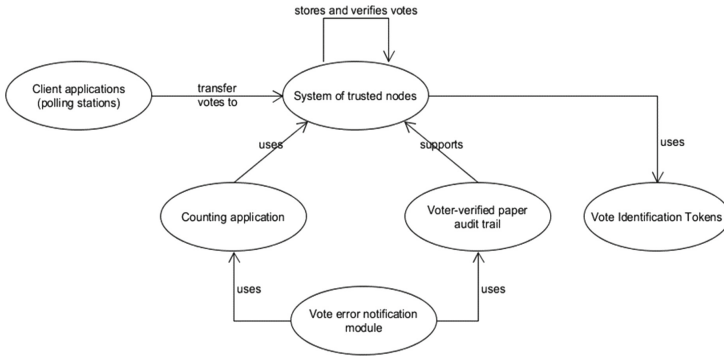 stores and verifies votes
Client applications
(polling stations)
transfer
votes to
System of trusted nodes
uses
supports
uses
Counting application
Voter-verified paper
audit trail
Vote Identification Tokens
uses
uses
Vote error notification
module